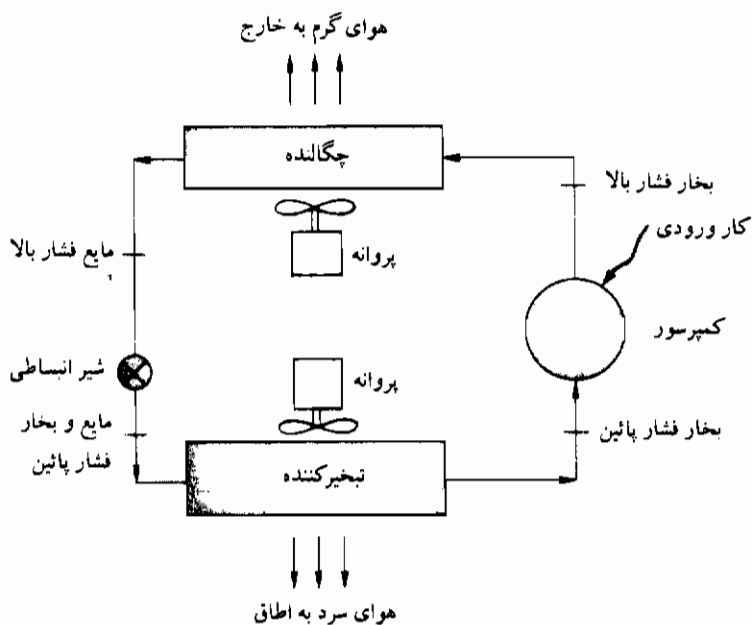 هوای گرم به خارج
چگالنده
بخار فشار بالا
کار ورودی
مایع فشار بالا
پروانه
کمپرسور
شیر انبساطی
پروانه
مایع و بخار
فشار پائین
بخار فشار پائین
تبخیرکننده
هوای سرد به اطاق